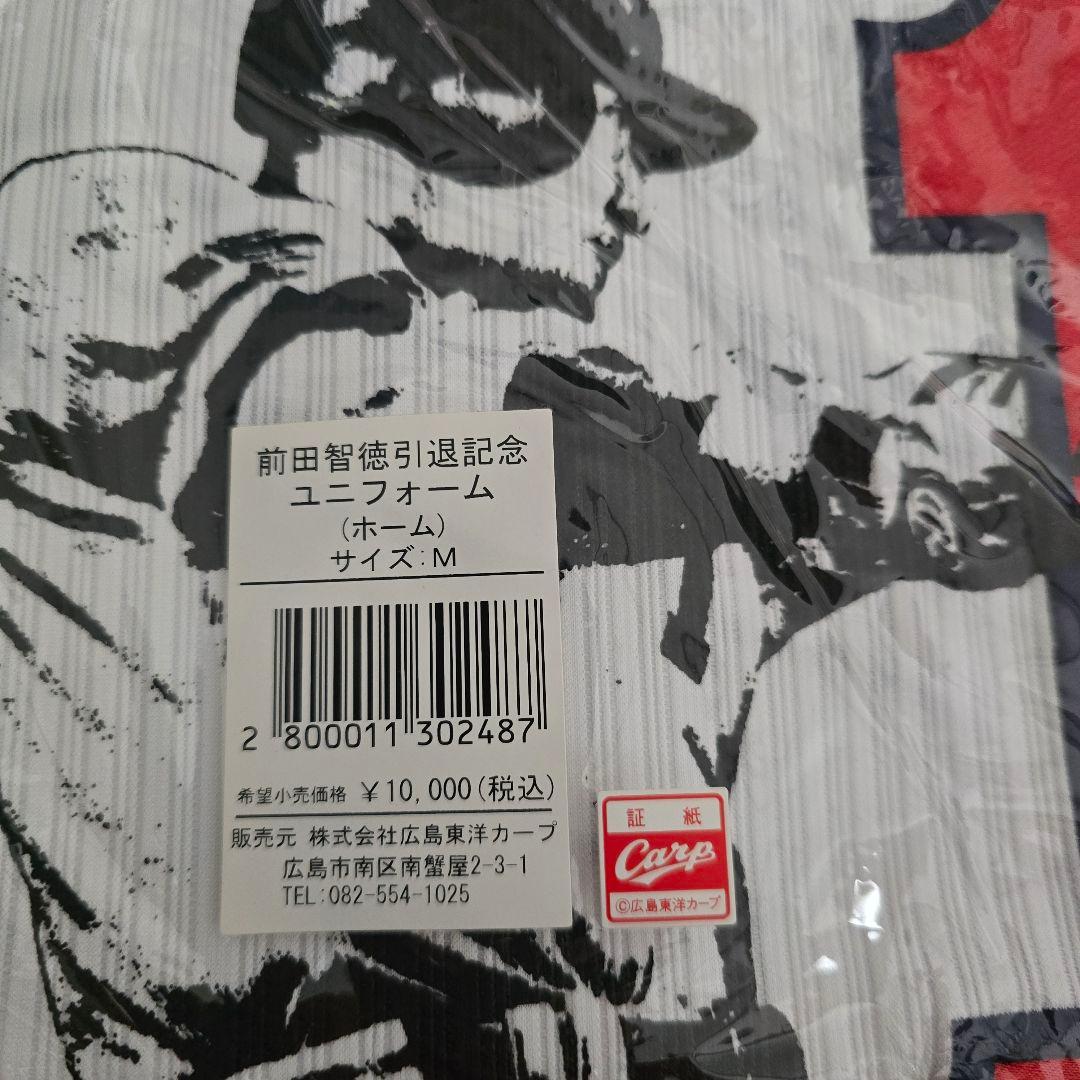 前田智徳引退記念
ユニフォーム
(ホーム)
サイズ:M
2 800011 302487
希望小売価格 ￥10,000(税込)
販売元 株式会社広島東洋カープ
広島市南区南蟹屋2-3-1
TEL:082-554-1025
証 紙
Carp
©広島東洋カープ